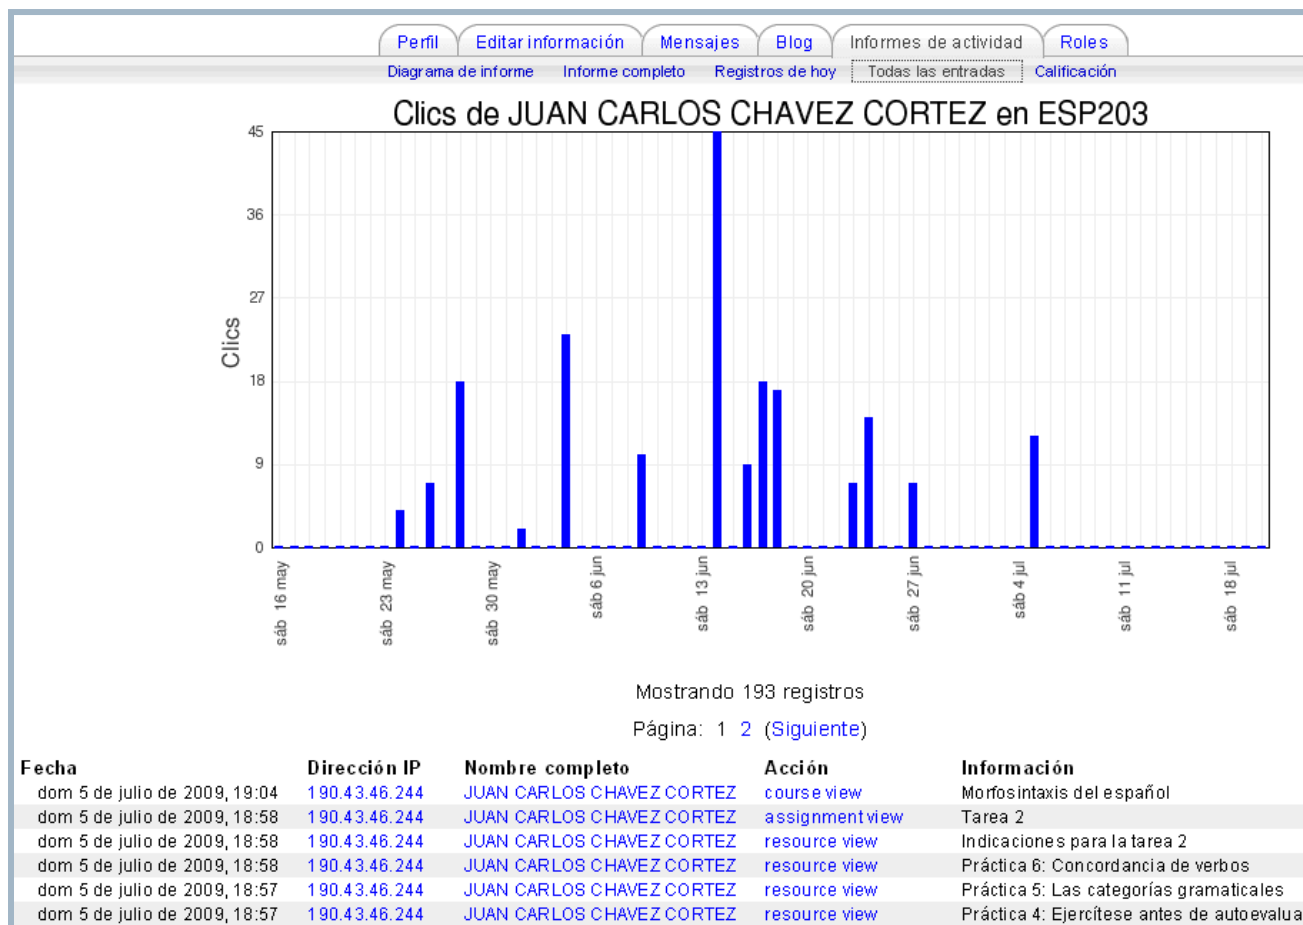 Perfil Editar información Mensajes Blog Informes de actividad Roles
Diagrama de informe Informe completo Registros de hoy Todas las entradas Calificación
Clics de JUAN CARLOS CHAVEZ CORTEZ en ESP203
45
36
27
18
9
0
Clics
sáb 16 may
sáb 23 may
sáb 30 may
sáb 6 jun
sáb 13 jun
sáb 20 jun
sáb 27 jun
sáb 4 jul
sáb 11 jul
sáb 18 jul
Mostrando 193 registros
Página: 1 2 (Siguiente)
Fecha Dirección IP Nombre completo Acción Información
dom 5 de julio de 2009, 19:04 190.43.46.244 JUAN CARLOS CHAVEZ CORTEZ course view Morfosintaxis del español
dom 5 de julio de 2009, 18:58 190.43.46.244 JUAN CARLOS CHAVEZ CORTEZ assignment view Tarea 2
dom 5 de julio de 2009, 18:58 190.43.46.244 JUAN CARLOS CHAVEZ CORTEZ resource view Indicaciones para la tarea 2
dom 5 de julio de 2009, 18:58 190.43.46.244 JUAN CARLOS CHAVEZ CORTEZ resource view Práctica 6: Concordancia de verbos
dom 5 de julio de 2009, 18:57 190.43.46.244 JUAN CARLOS CHAVEZ CORTEZ resource view Práctica 5: Las categorías gramaticales
dom 5 de julio de 2009, 18:57 190.43.46.244 JUAN CARLOS CHAVEZ CORTEZ resource view Práctica 4: Ejercítese antes de autoevalua